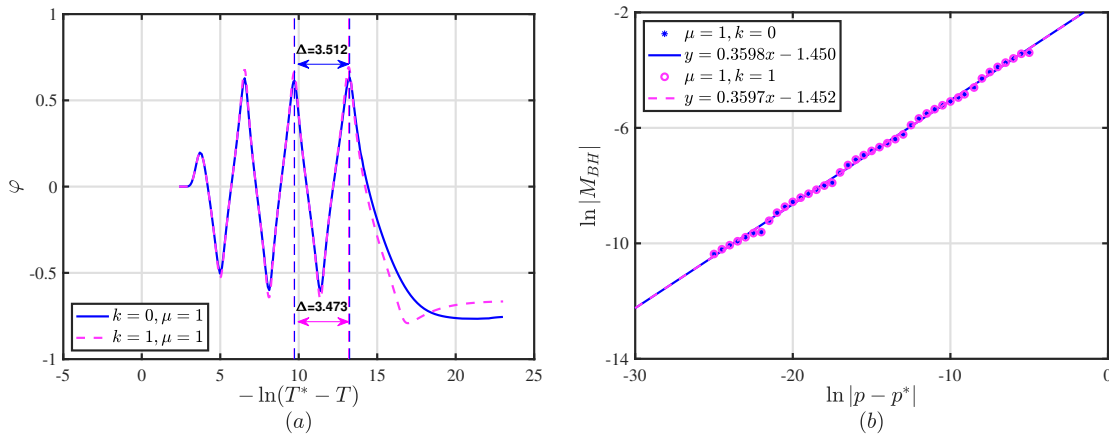 1
0.5
0
-0.5
-1
φ
Δ=3.512
Δ=3.473
k = 0, μ = 1
k = 1, μ = 1
-5 0 5 10 15 20 25
− ln(T* − T)
(a)
-2
-6
-10
-14
ln |M_{BH}|
μ = 1, k = 0
y = 0.3598x − 1.450
μ = 1, k = 1
y = 0.3597x − 1.452
-30 -20 -10 0
ln |p − p*|
(b)